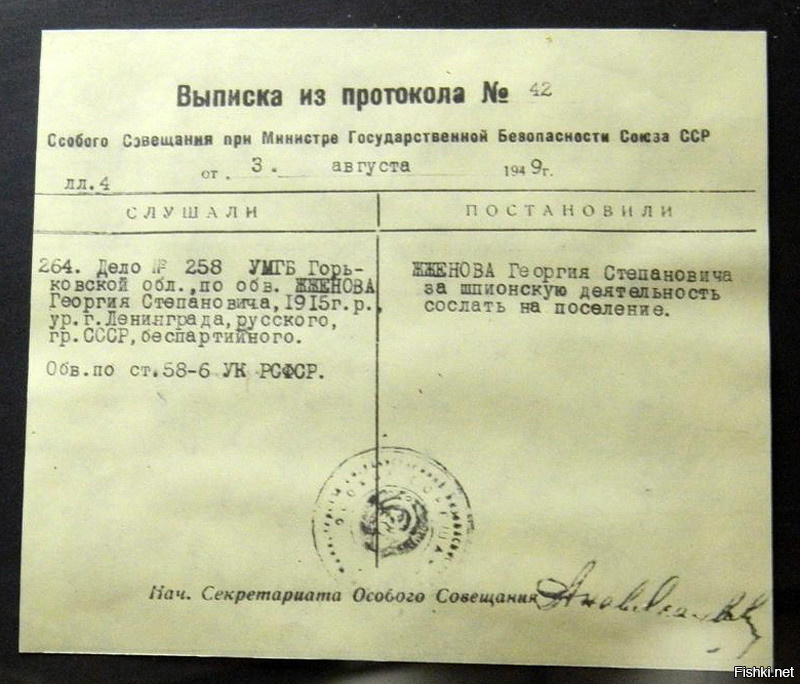 Выписка из протокола № 42
Особого Совещания при Министре Государственной Безопасности Союза ССР
от „ 3. августа 1949г.
лл.4
СЛУШАЛИ
264. Дело № 258 УМГБ Горь-
ковской обл.,по обв. ЖЖЕНОВА
Георгия Степановича,1915г.р.,
ур.г.Ленинграда,русского,
гр.СССР,беспартийного.
Обв.по ст.58-6 УК РСФСР.
ПОСТАНОВИЛИ
ЖЖЕНОВА Георгия Степановича
за шпионскую деятельность
сослать на поселение.
Нач. Секретариата Особого Совещания
Fishki.net